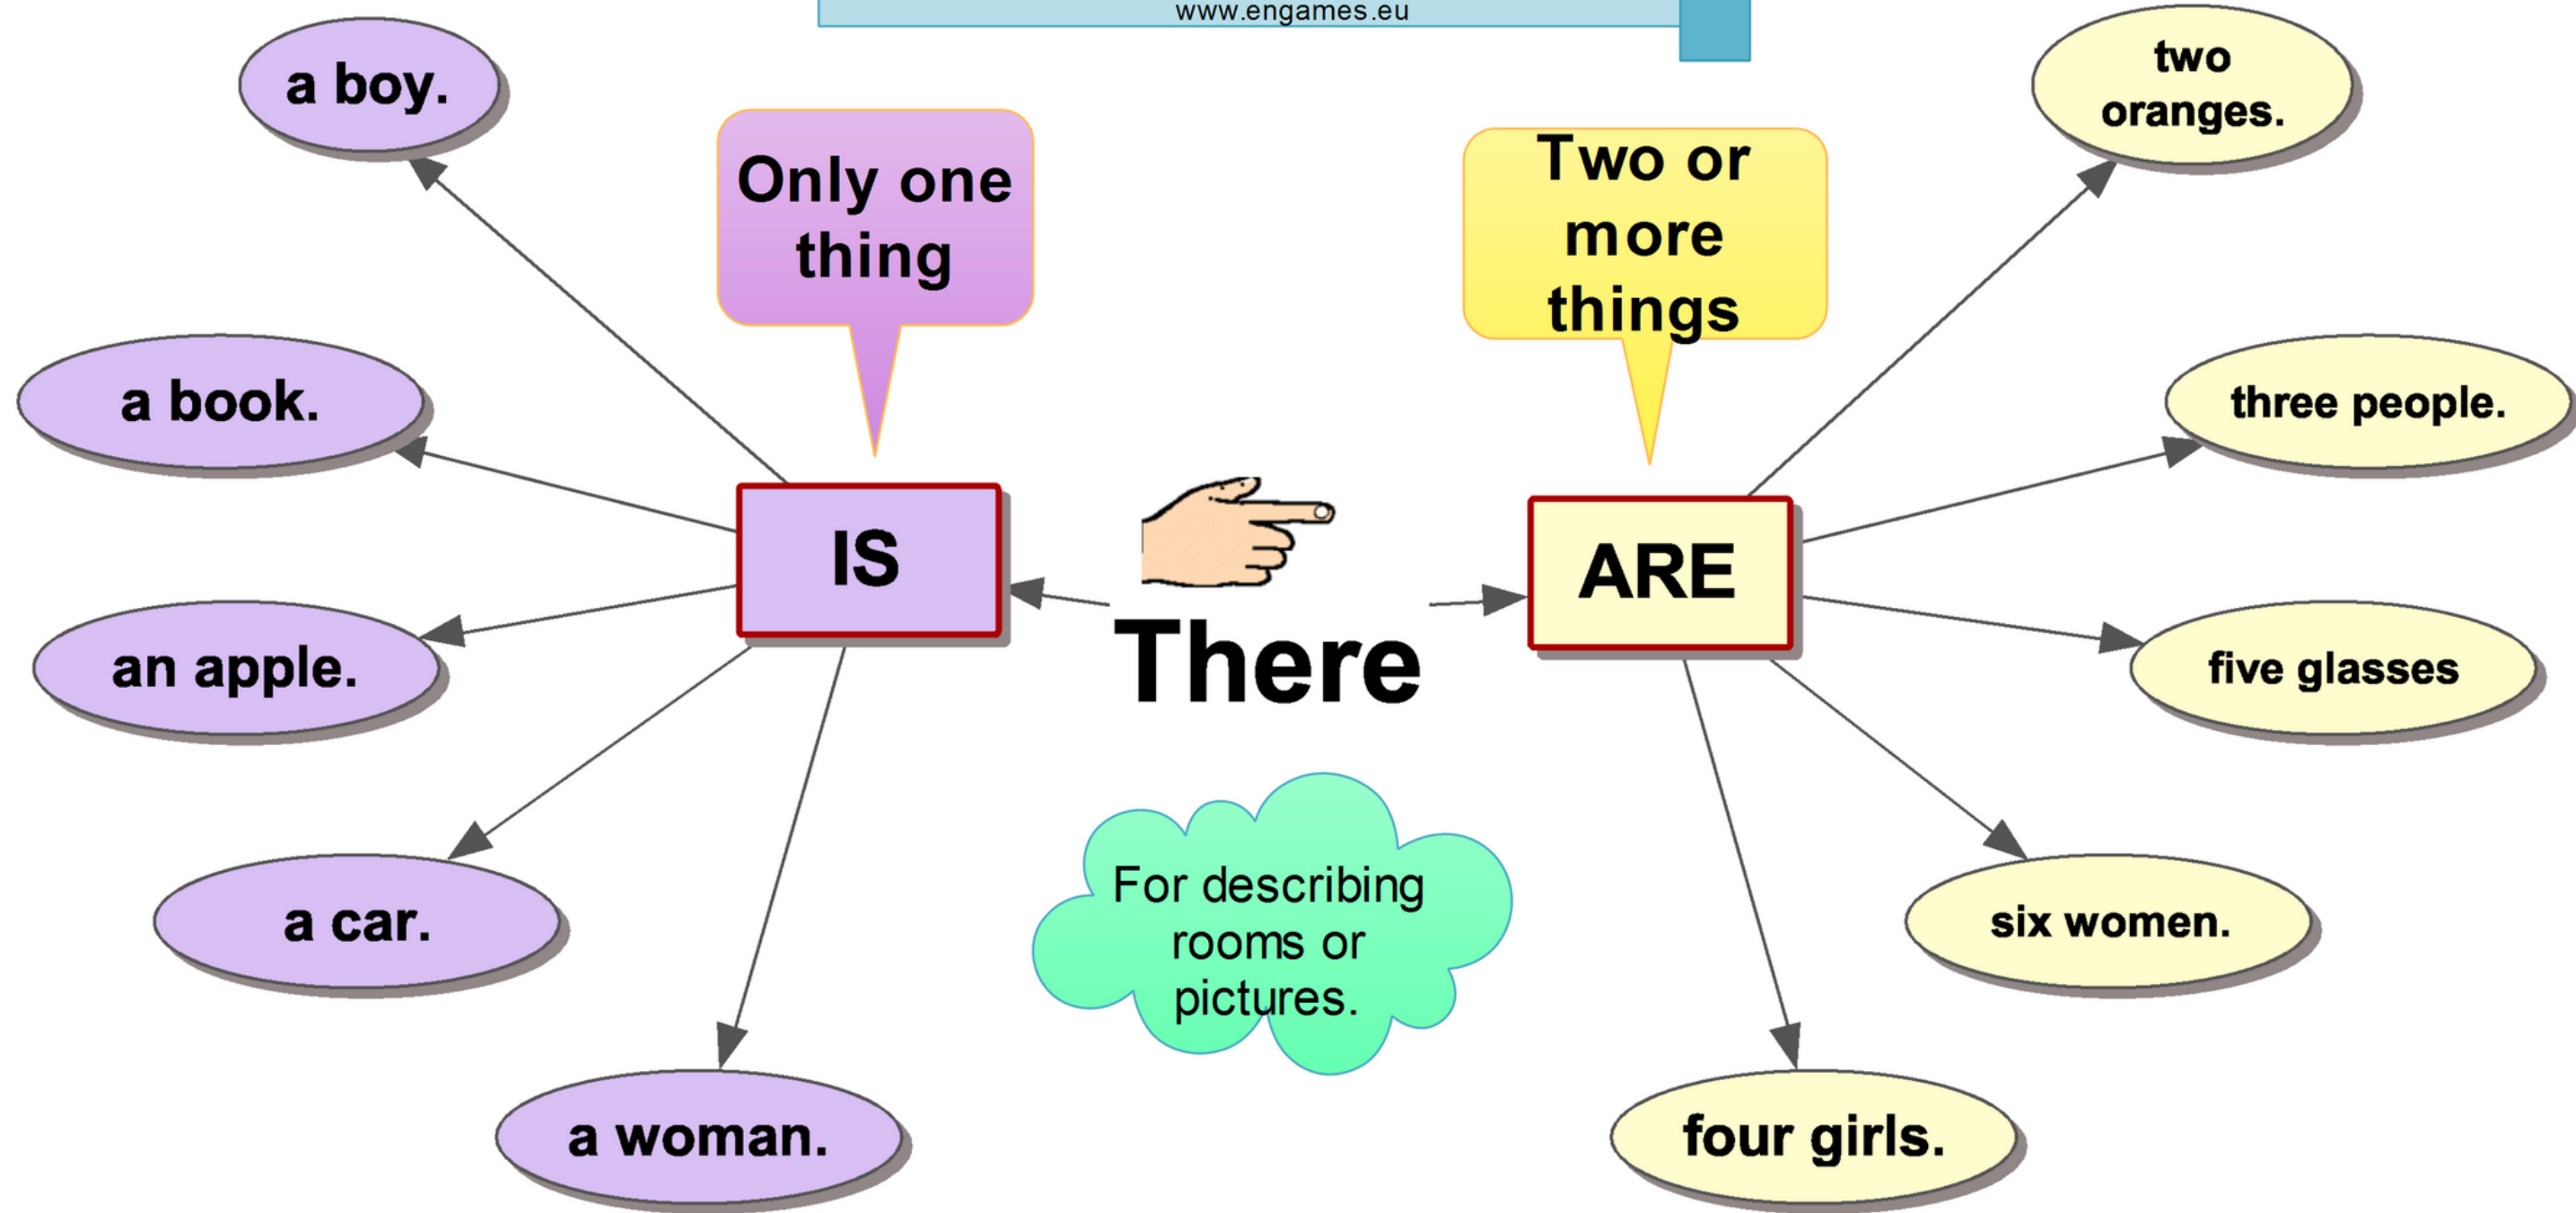 www.engames.eu
a boy.
Only one
thing
Two or
more
things
two
oranges.
a book.
three people.
IS
ARE
There
an apple.
five glasses
For describing
rooms or
pictures.
a car.
six women.
a woman.
four girls.